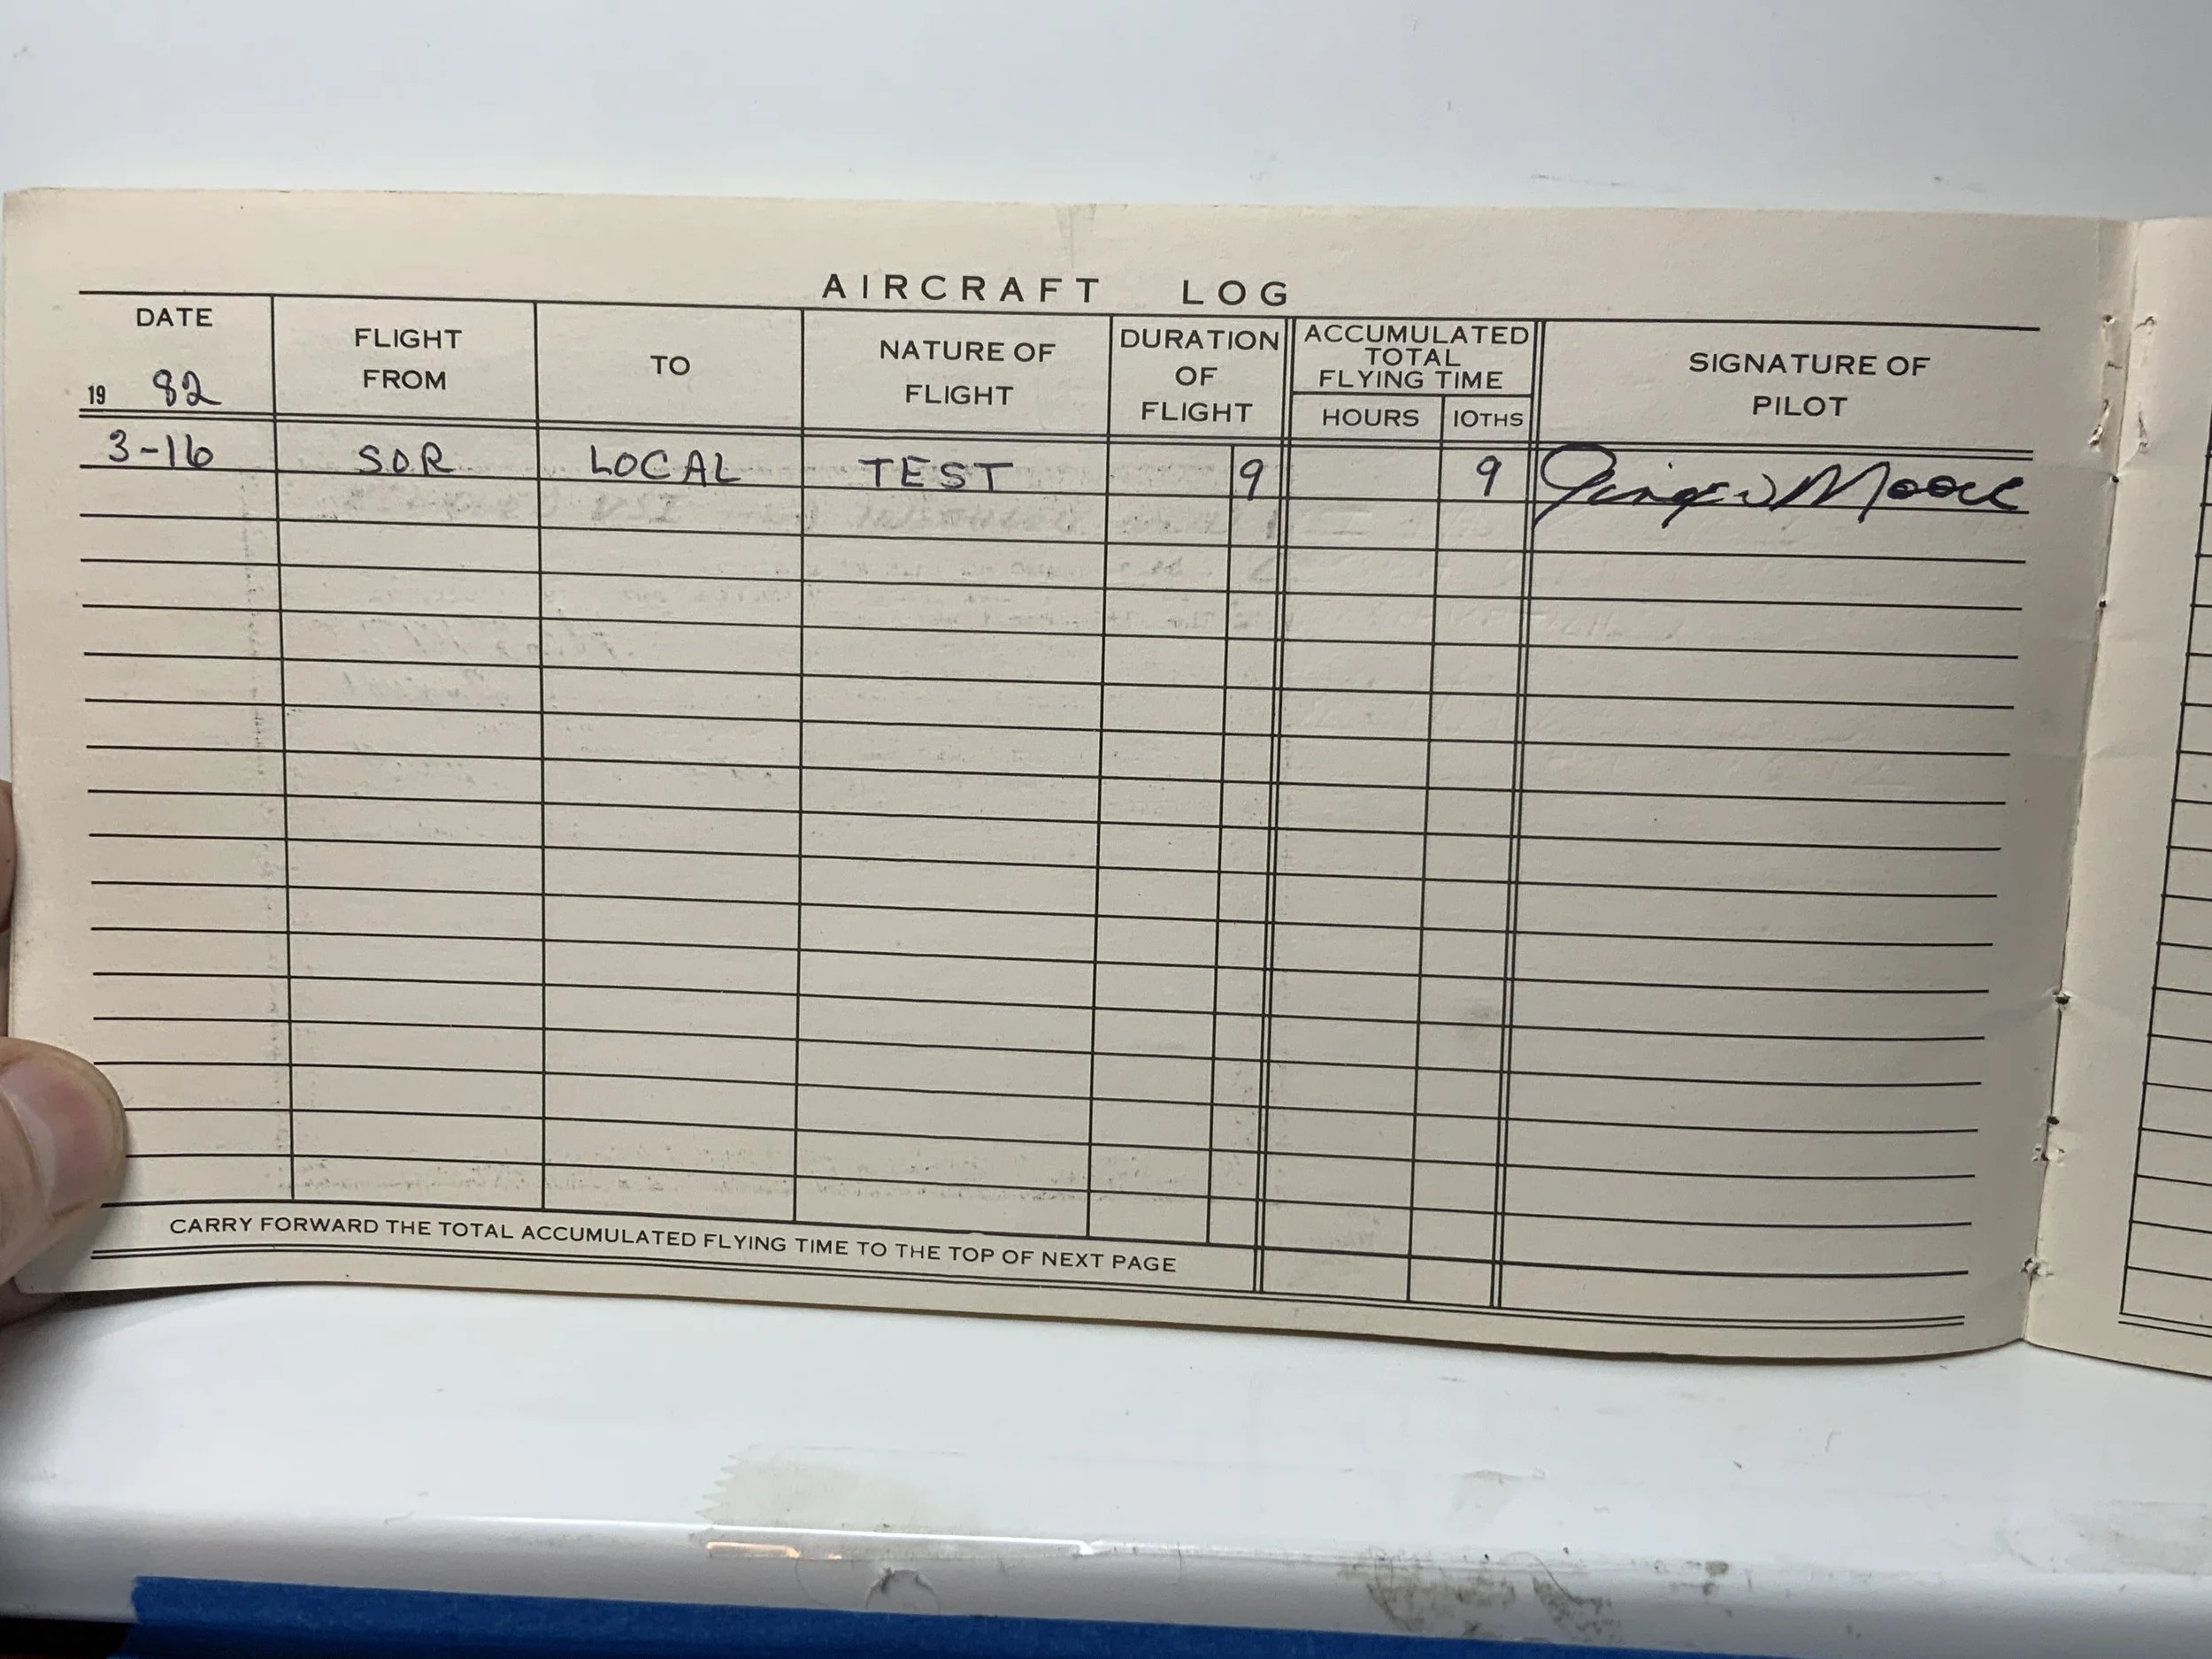 AIRCRAFT LOG
DATE
19 82
FLIGHT
FROM
TO
NATURE OF
FLIGHT
DURATION
OF
FLIGHT
ACCUMULATED
TOTAL
FLYING TIME
HOURS 10THS
SIGNATURE OF
PILOT
3-16 SDR LOCAL TEST 9 9 Ginger Moore
CARRY FORWARD THE TOTAL ACCUMULATED FLYING TIME TO THE TOP OF NEXT PAGE